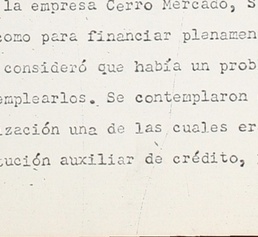 la empresa Cerro Mercado, S
como para financiar plenamen
consideró que había un prob
emplearlos. Se contemplaron
ización una de las cuales er
tución auxiliar de crédito,